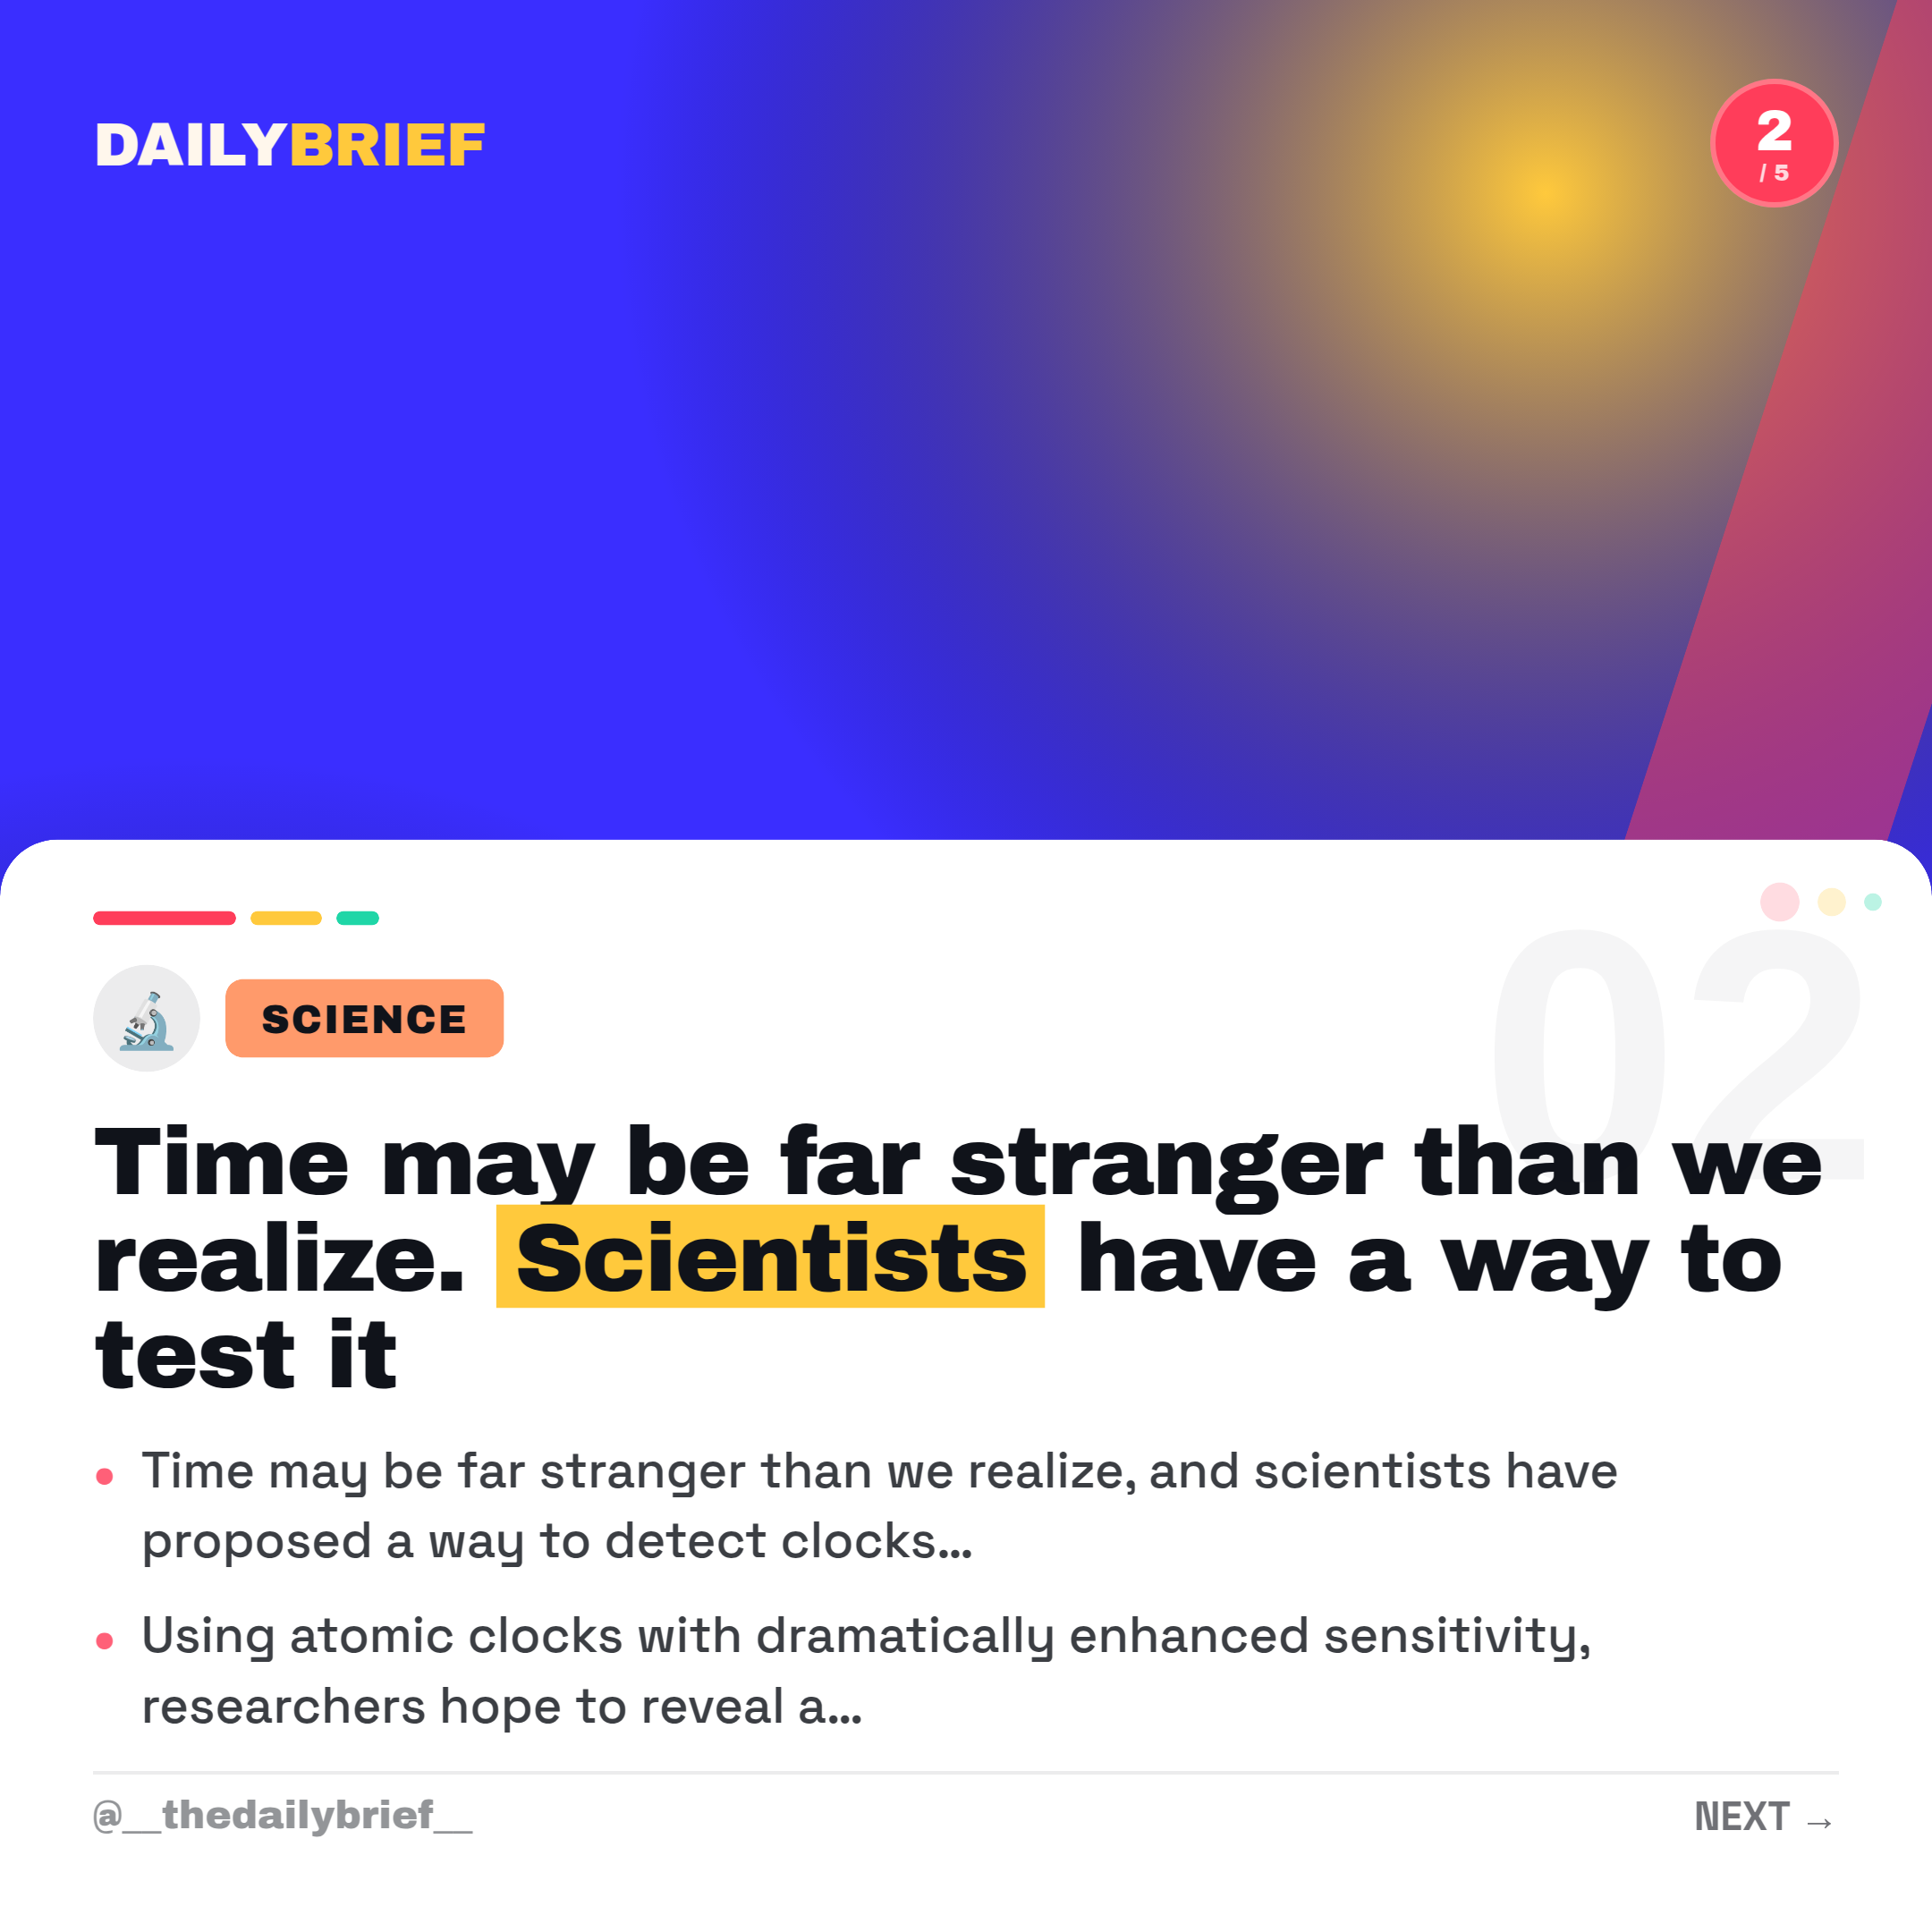 DAILYBRIEF
2
/ 5
02
SCIENCE
Time may be far stranger than we
realize. Scientists have a way to
test it
• Time may be far stranger than we realize, and scientists have
proposed a way to detect clocks...
• Using atomic clocks with dramatically enhanced sensitivity,
researchers hope to reveal a...
@__thedailybrief__
NEXT →